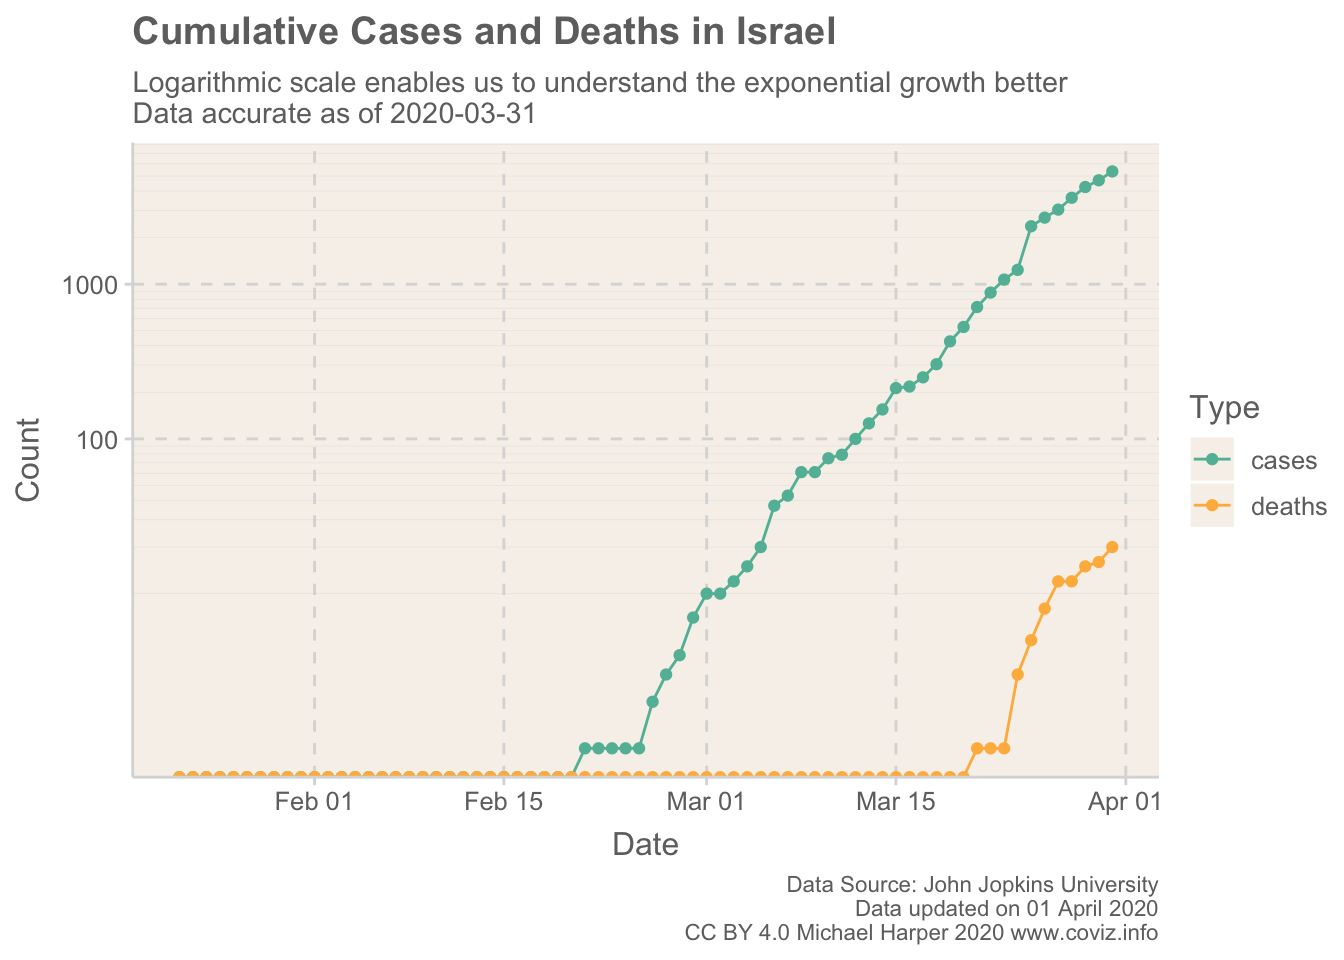 Cumulative Cases and Deaths in Israel
Logarithmic scale enables us to understand the exponential growth better
Data accurate as of 2020-03-31
1000
100
Count
Type
cases
deaths
Feb 01
Feb 15
Mar 01
Mar 15
Apr 01
Date
Data Source: John Jopkins University
Data updated on 01 April 2020
CC BY 4.0 Michael Harper 2020 www.coviz.info